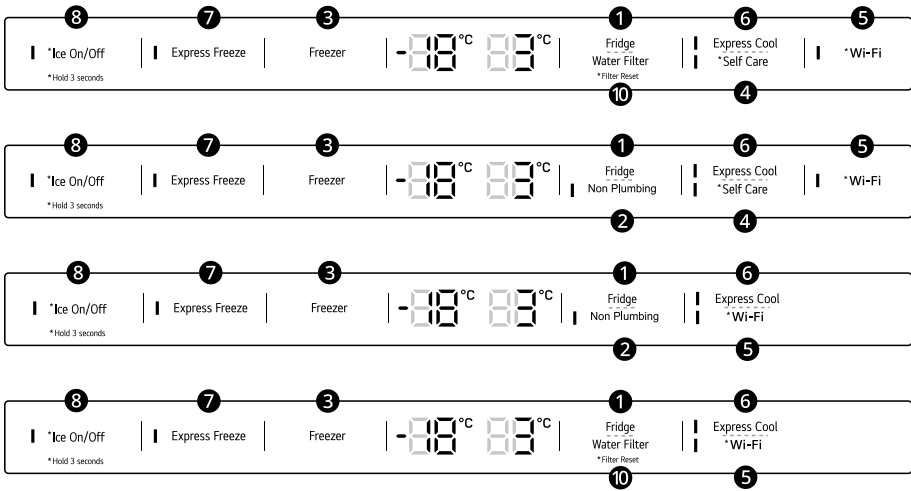 8 7 3 1 6 5
*Ice On/Off Express Freeze Freezer -18 °C 3 °C Fridge Express Cool *Wi-Fi
Water Filter *Self Care
*Hold 3 seconds *Filter Reset
10 4
8 7 3 1 6 5
*Ice On/Off Express Freeze Freezer -18 °C 3 °C Fridge Express Cool *Wi-Fi
Non Plumbing *Self Care
*Hold 3 seconds
2 4
8 7 3 1 6
*Ice On/Off Express Freeze Freezer -18 °C 3 °C Fridge Express Cool
Non Plumbing *Wi-Fi
*Hold 3 seconds
2 5
8 7 3 1 6
*Ice On/Off Express Freeze Freezer -18 °C 3 °C Fridge Express Cool
Water Filter *Wi-Fi
*Hold 3 seconds *Filter Reset
10 5